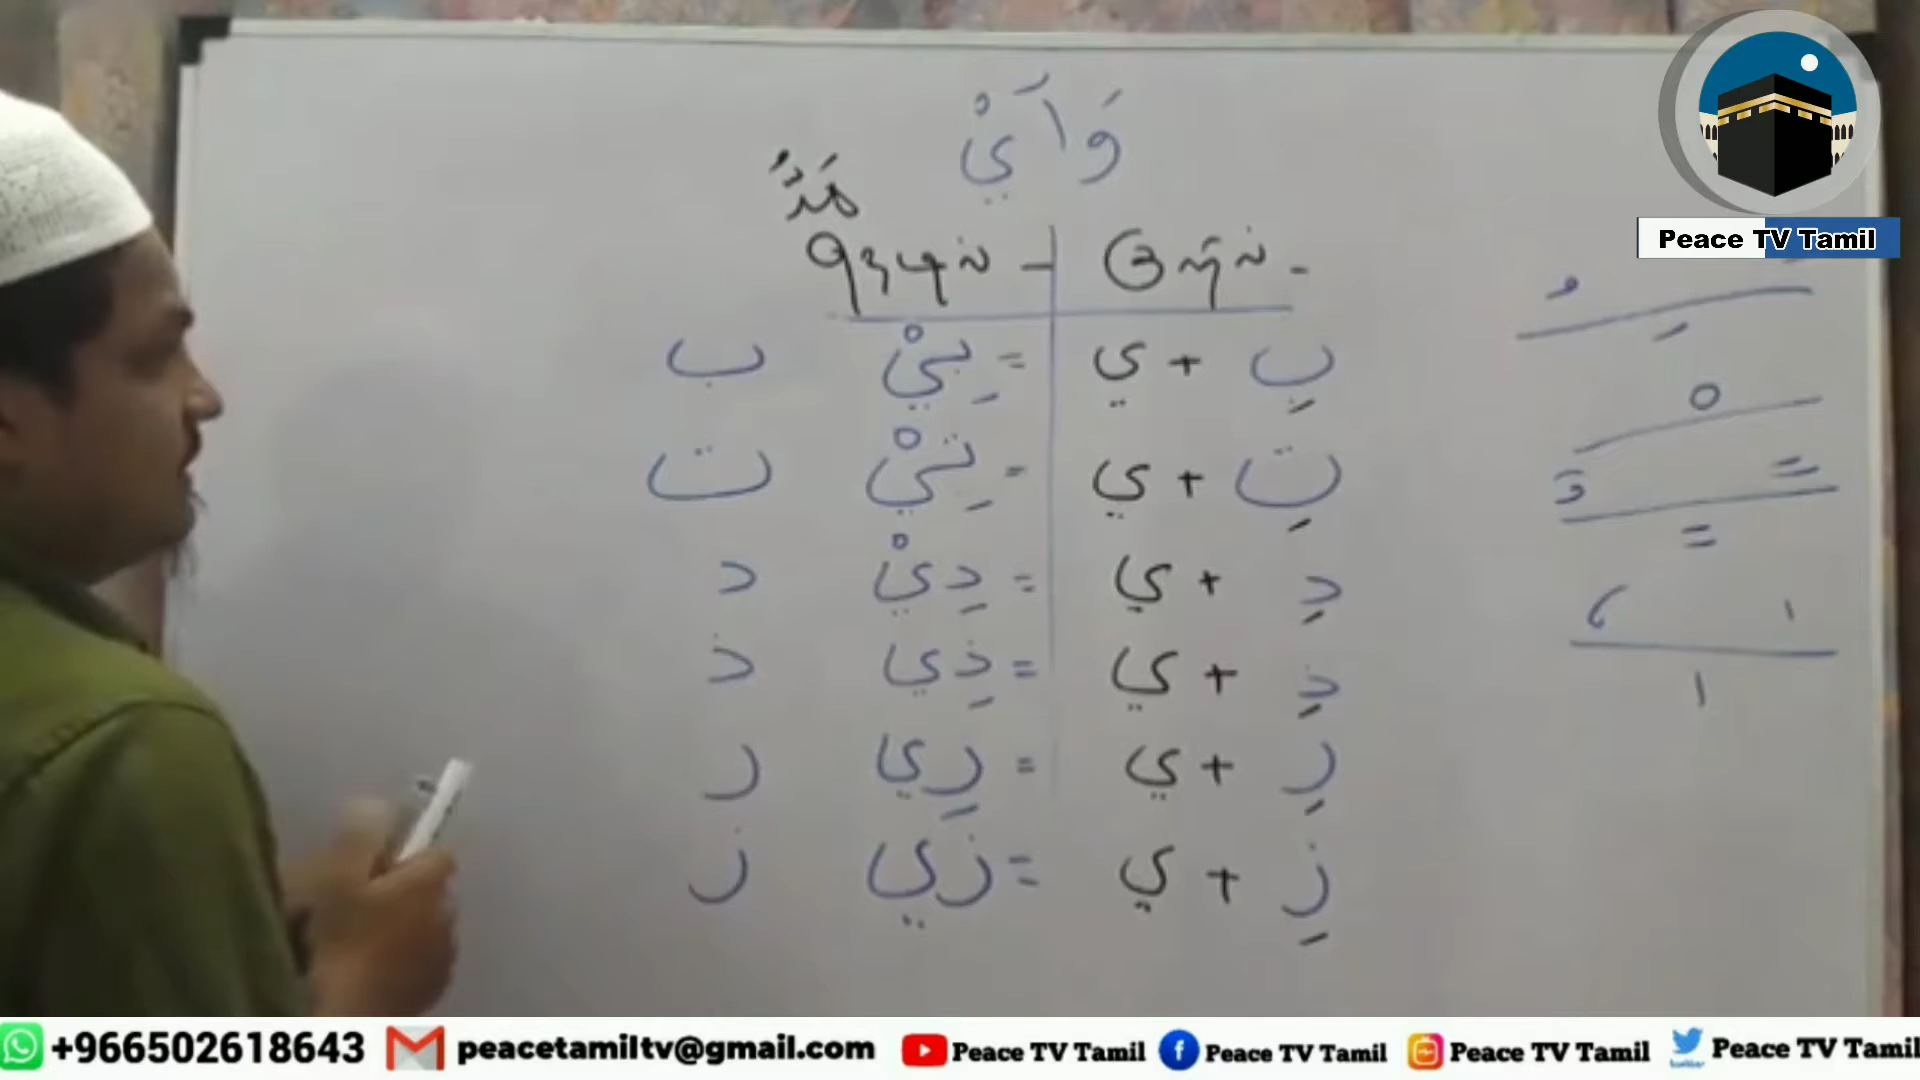 وَ اَ يْ
مَدٌّ
குறில் - நெடில் -
بِ + ي = بِيْ ب
تِ + ي = تِيْ ت
دِ + ي = دِيْ د
ذِ + ي = ذِي ذ
رِ + ي = رِي ر
زِ + ي = زي ز
Peace TV Tamil
+966502618643 peacetamiltv@gmail.com Peace TV Tamil Peace TV Tamil Peace TV Tamil Peace TV Tamil